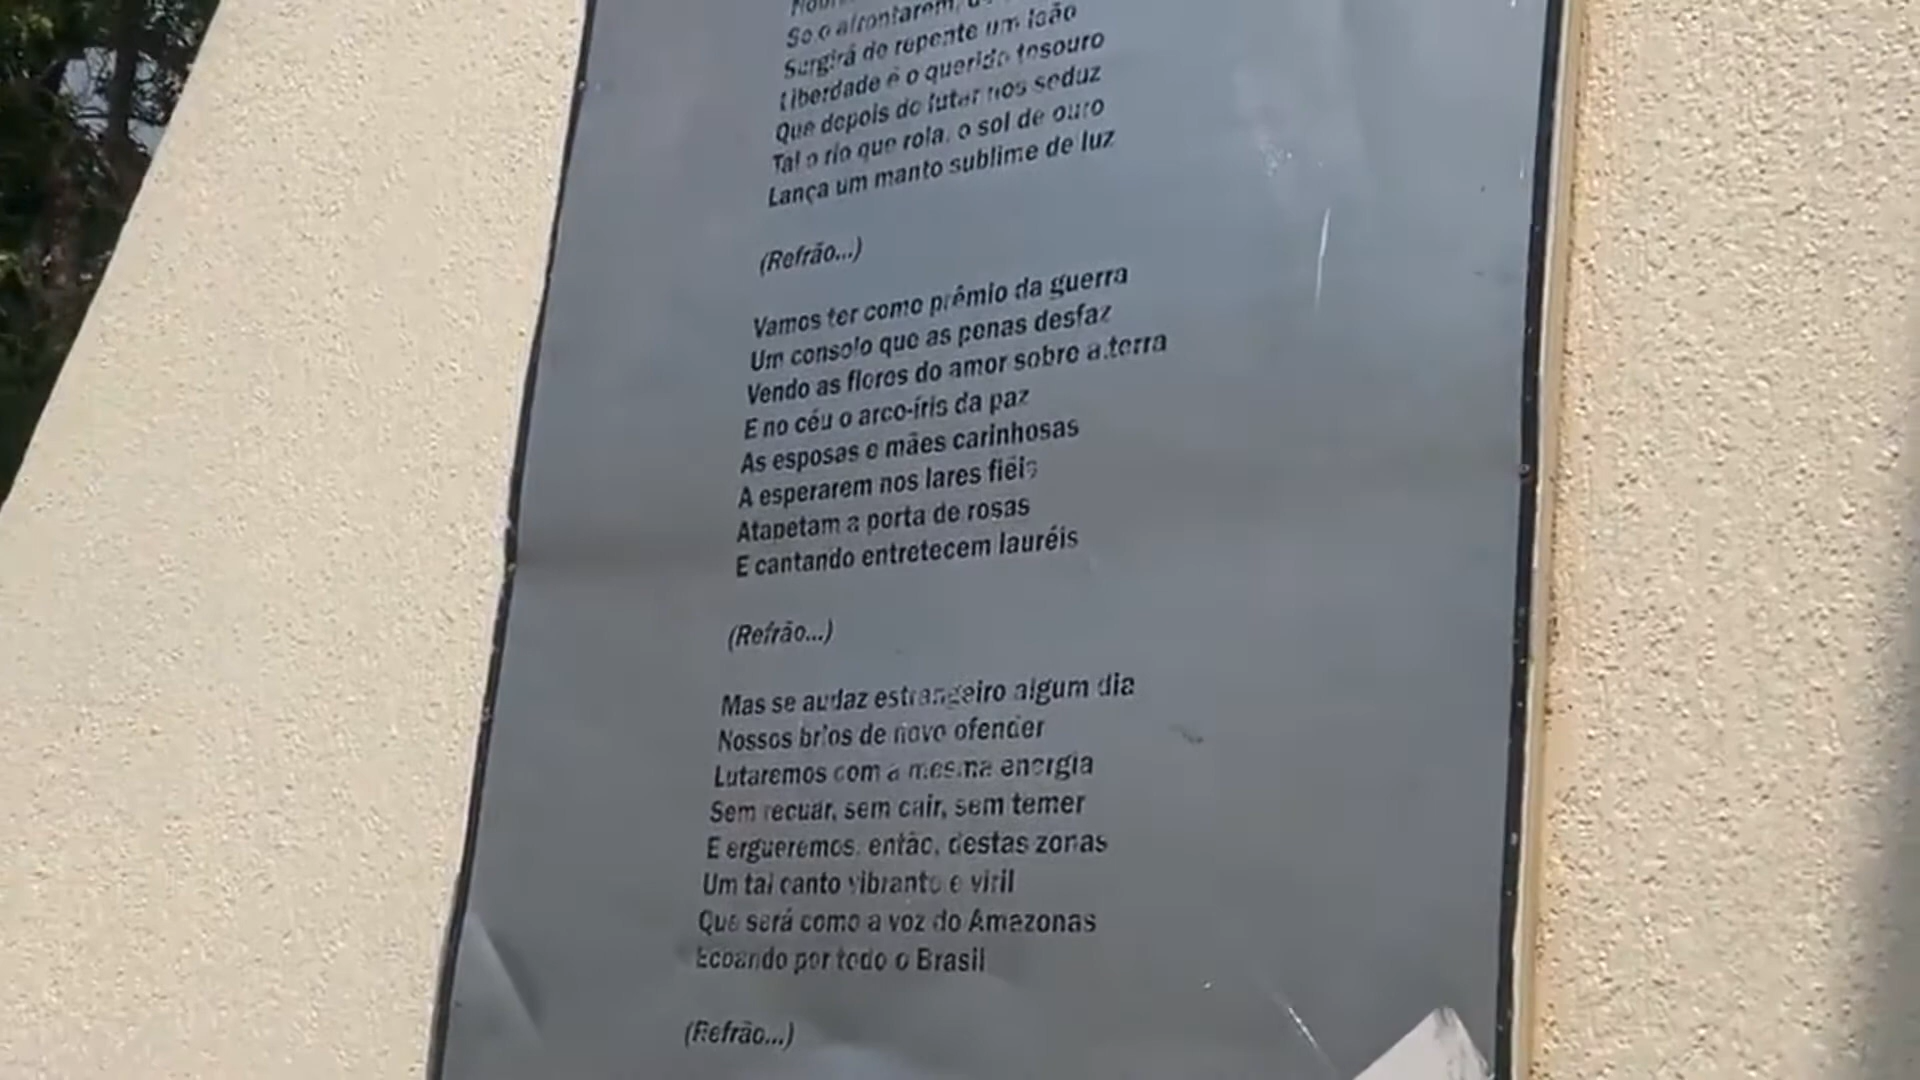 Se o afrontarem,
Surgirá de repente um leão
Liberdade é o querido tesouro
Que depois do lutar nos seduz
Tal o rio que rola, o sol de ouro
Lança um manto sublime de luz
(Refrão...)
Vamos ter como prêmio da guerra
Um consolo que as penas desfaz
Vendo as flores do amor sobre a terra
E no céu o arco-íris da paz
As esposas e mães carinhosas
A esperarem nos lares fiéis
Atapetam a porta de rosas
E cantando entretecem lauréis
(Refrão...)
Mas se audaz estrangeiro algum dia
Nossos brios de novo ofender
Lutaremos com a mesma energia
Sem recuar, sem cair, sem temer
E ergueremos, então, destas zonas
Um tal canto vibrante e viril
Que será como a voz do Amazonas
Ecoando por todo o Brasil
(Refrão...)